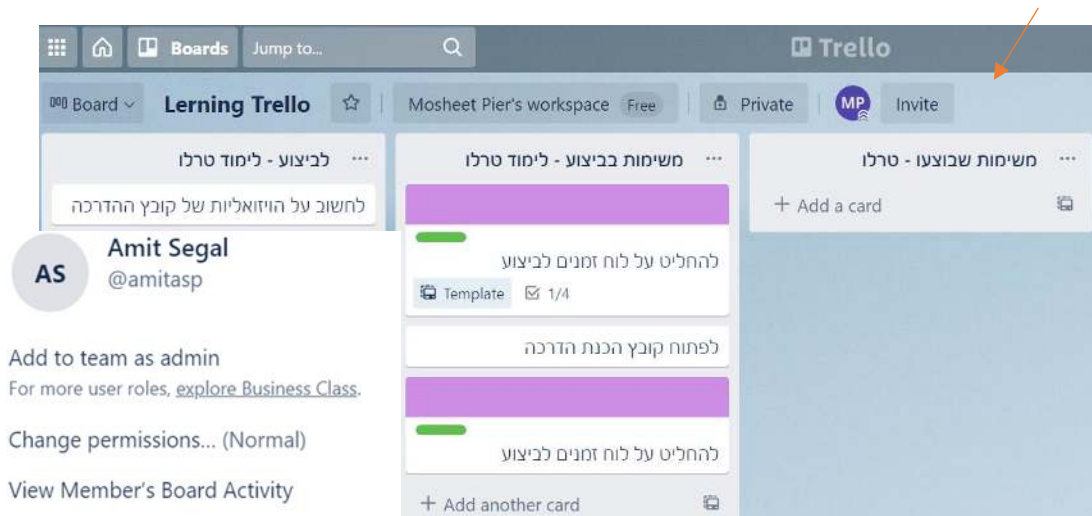 Boards Jump to... Trello
Board Lerning Trello Mosheet Pier's workspace Free Private MP Invite
לביצוע - לימוד טרלו
לחשוב על הויזואליות של קובץ ההדרכה
משימות בביצוע - לימוד טרלו
להחליט על לוח זמנים לביצוע
Template 1/4
לפתוח קובץ הכנת הדרכה
להחליט על לוח זמנים לביצוע
+ Add another card
משימות שבוצעו - טרלו
+ Add a card
AS
Amit Segal
@amitasp
Add to team as admin
For more user roles, explore Business Class.
Change permissions... (Normal)
View Member's Board Activity